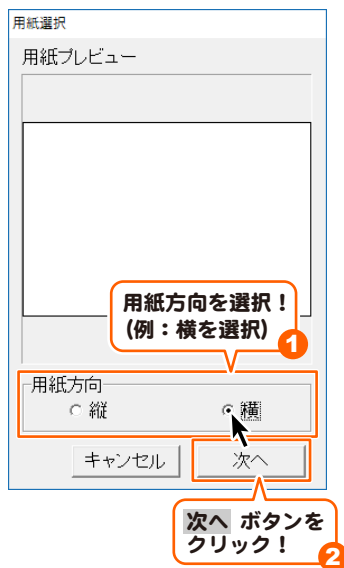 用紙選択
用紙プレビュー
用紙方向を選択！
(例：横を選択)
1
用紙方向
縦
横
キャンセル
次へ
次へ ボタンを
クリック！
2